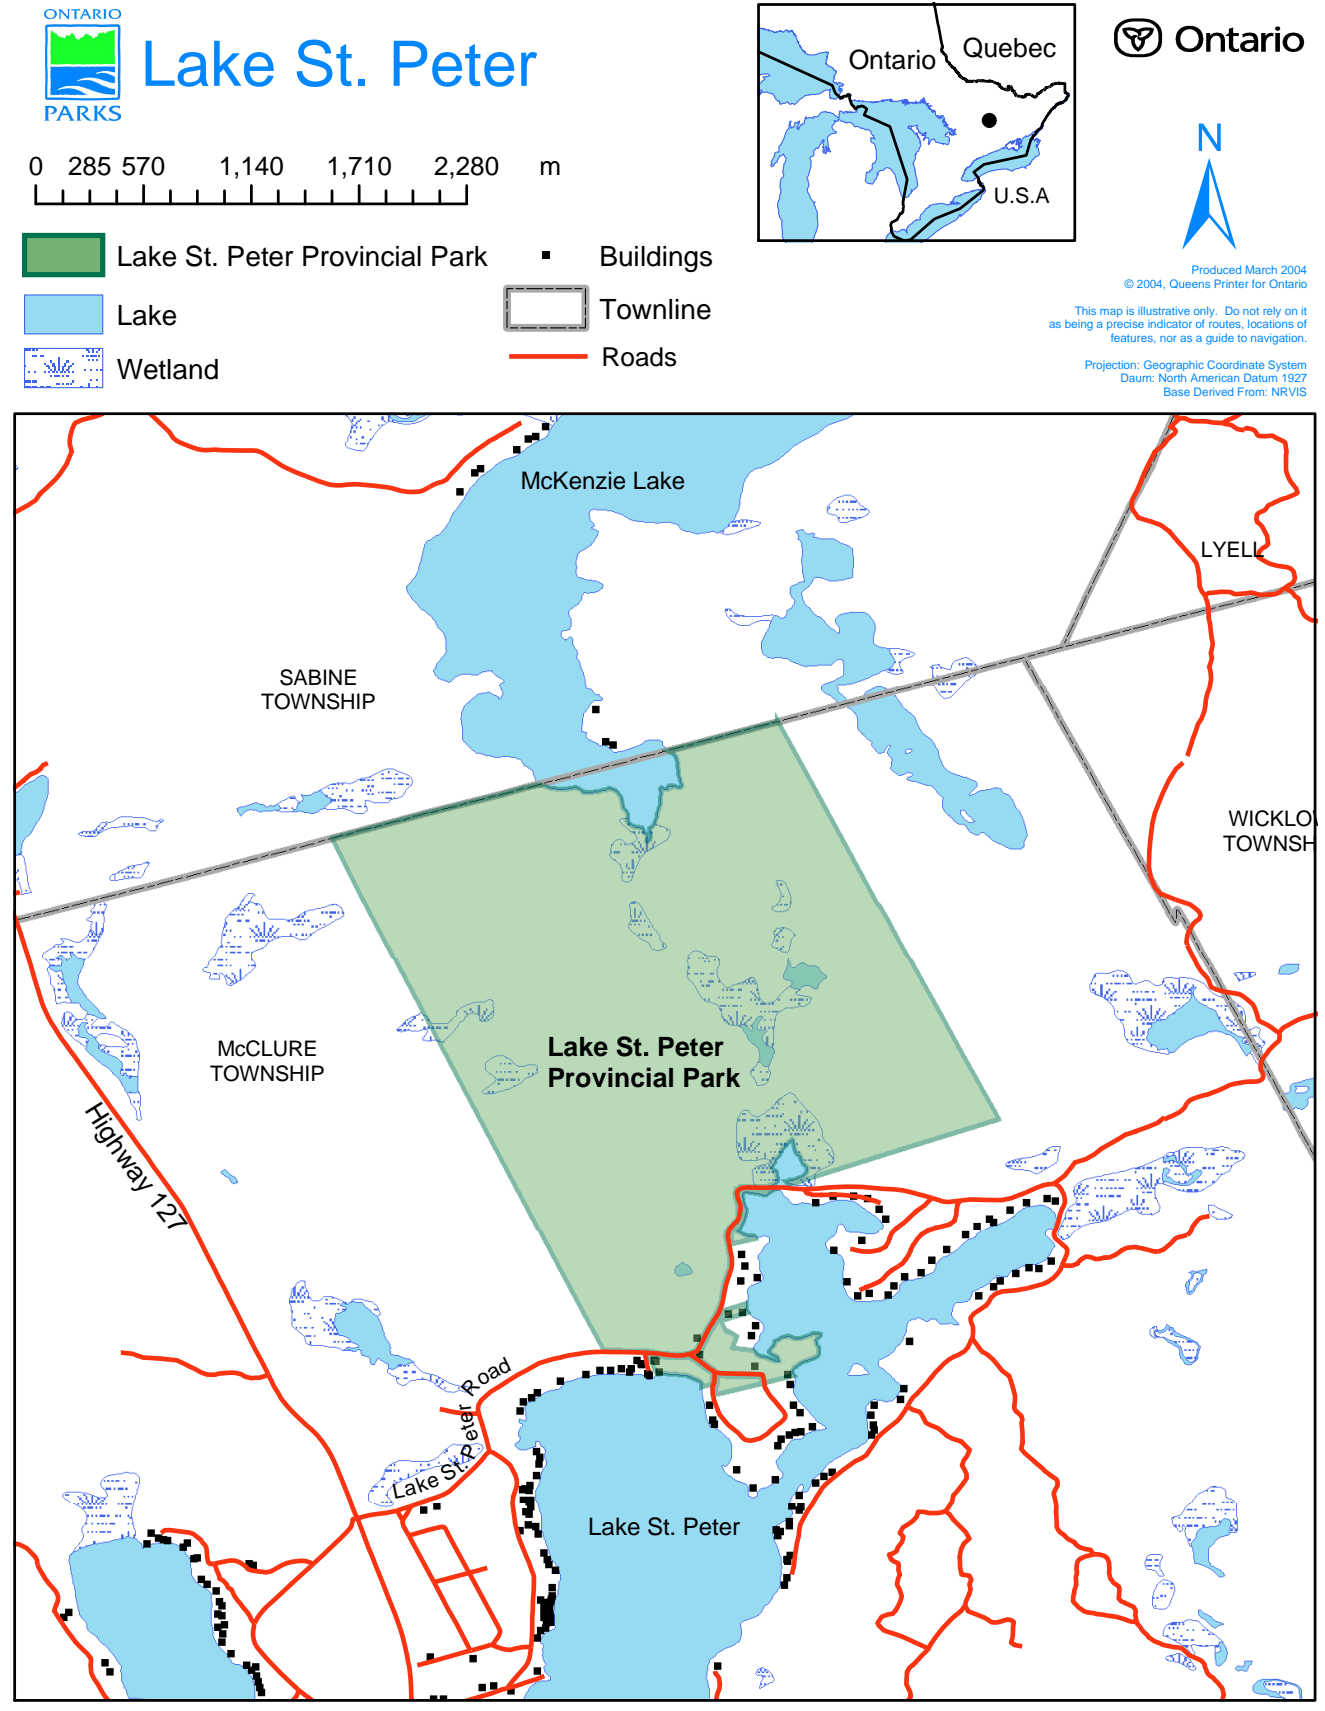 ONTARIO
PARKS
Lake St. Peter
0 285 570 1,140 1,710 2,280 m
Lake St. Peter Provincial Park
Lake
Wetland
Buildings
Townline
Roads
Ontario
Quebec
U.S.A
Ontario
N
Produced March 2004
© 2004, Queens Printer for Ontario
This map is illustrative only. Do not rely on it
as being a precise indicator of routes, locations of
features, nor as a guide to navigation.
Projection: Geographic Coordinate System
Daum: North American Datum 1927
Base Derived From: NRVIS
McKenzie Lake
LYELL
SABINE
TOWNSHIP
WICKLOW
TOWNSH
McCLURE
TOWNSHIP
Lake St. Peter
Provincial Park
Highway 127
Lake St. Peter Road
Lake St. Peter